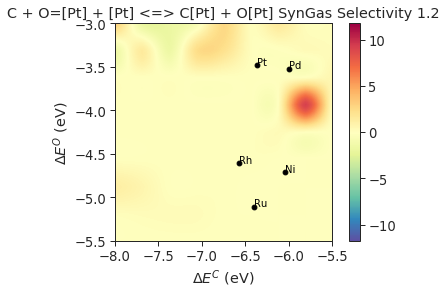 C + O=[Pt] + [Pt] <=> C[Pt] + O[Pt] SynGas Selectivity 1.2
−3.0
−3.5
−4.0
−4.5
−5.0
−5.5
ΔE^O (eV)
Pt
Pd
Rh
Ni
Ru
−8.0 −7.5 −7.0 −6.5 −6.0 −5.5
ΔE^C (eV)
10
5
0
−5
−10